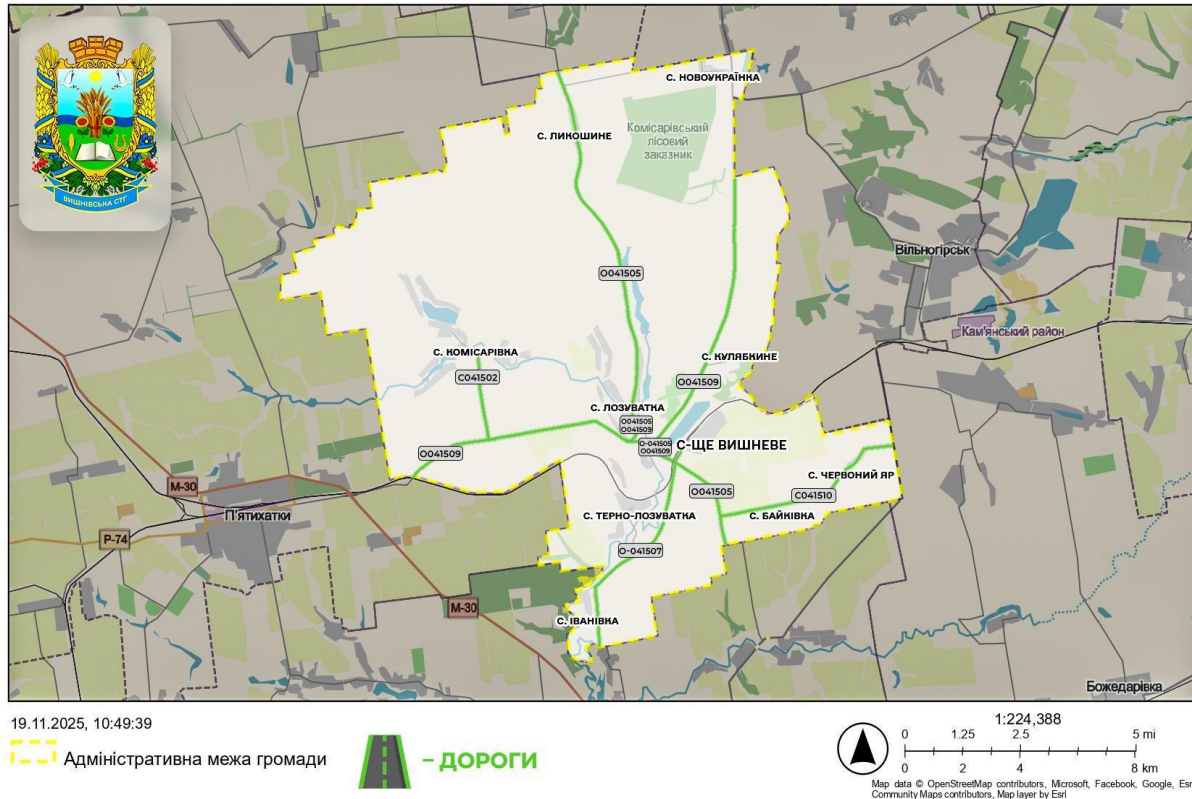 ВИШНІВСЬКА СТГ
С. НОВОУКРАЇНКА
С. ЛИКОШИНЕ
Комісарівський
лісовий
заказник
Вільногірськ
О041505
Кам'янський район
С. КОМІСАРІВКА
С. КУЛЯБКИНЕ
С041502
О041509
С. ЛОЗУВАТКА
О041505
О041509
О-041505
О041509
С-ЩЕ ВИШНЕВЕ
О041509
С. ЧЕРВОНИЙ ЯР
М-30
О041505
С041510
П'ятихатки
С. ТЕРНО-ЛОЗУВАТКА
С. БАЙКІВКА
Р-74
О-041507
М-30
С. ІВАНІВКА
Божедарівка
19.11.2025, 10:49:39
Адміністративна межа громади
– ДОРОГИ
1:224,388
0 1.25 2.5 5 mi
0 2 4 8 km
Map data © OpenStreetMap contributors, Microsoft, Facebook, Google, Esri
Community Maps contributors, Map layer by Esri